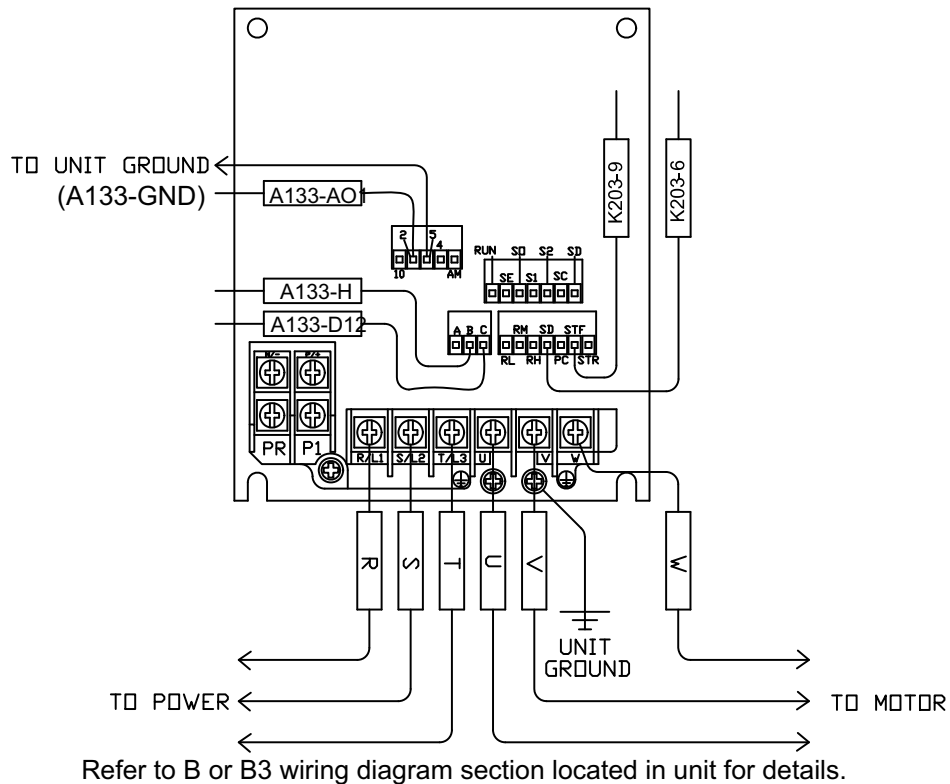 TO UNIT GROUND
(A133-GND)
A133-AO1
2 5
4
10 AM
K203-9
K203-6
RUN SO S2 SD
SE S1 SC
A133-H
A133-D12
A B C
RM SD STF
RL RH PC STR
N/- P/+
PR P1
R/L1 S/L2 T/L3 U V W
R S T U V W
UNIT
GROUND
TO POWER
TO MOTOR
Refer to B or B3 wiring diagram section located in unit for details.